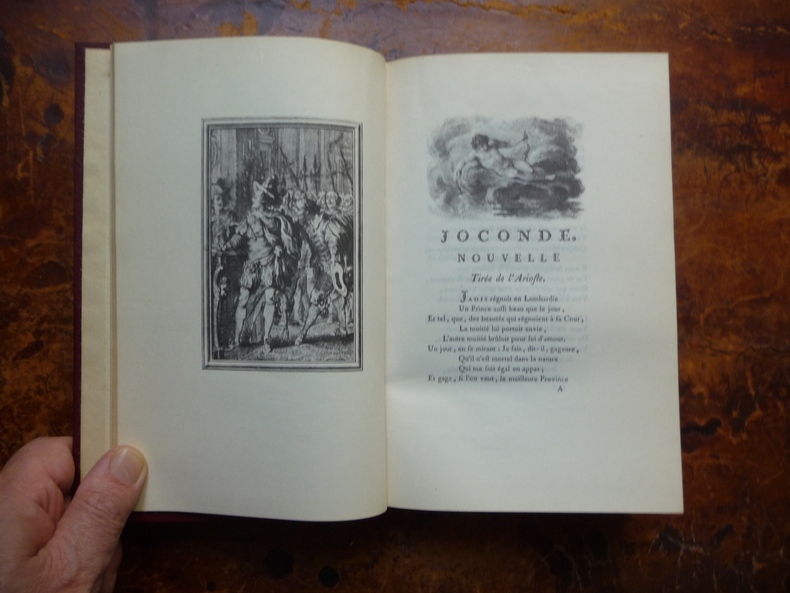 JOCONDE.
NOUVELLE
Tirée de l'Arioſte.
JADIS régnoit en Lombardie
Un Prince auſſi beau que le jour,
Et tel, que, des beautés qui régnoient à ſa Cour,
La moitié lui portoit envie,
L'autre moitié brûloit pour lui d'amour.
Un jour, en ſe mirant: Je fais, dit-il, gageure,
Qu'il n'eſt mortel dans la nature
Qui me ſoit égal en appas;
Et gage, ſi l'on veut, la meilleure Province
A